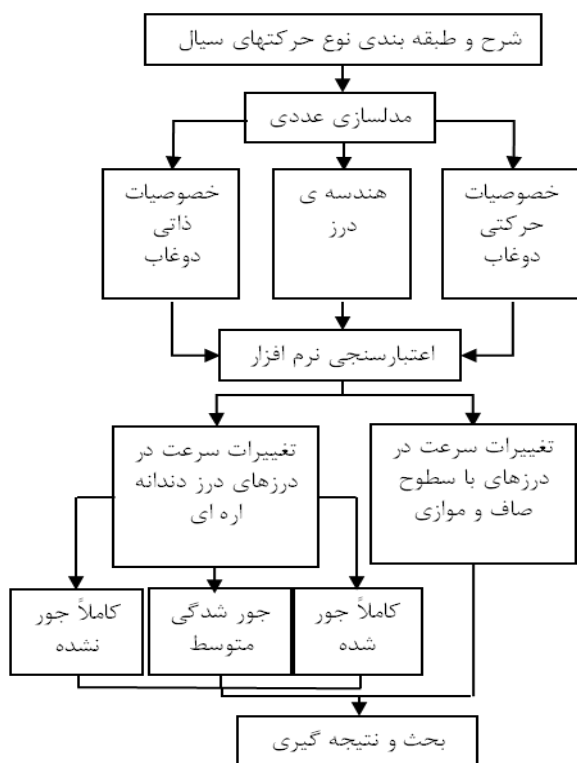 شرح و طبقه بندی نوع حرکتهای سیال
مدلسازی عددی
خصوصیات
حرکتی
دوغاب
هندسه ی
درز
خصوصیات
ذاتی
دوغاب
اعتبارسنجی نرم افزار
تغییرات سرعت در
درزهای با سطوح
صاف و موازی
تغییرات سرعت در
درزهای درز دندانه
اره ای
کاملاً جور
شده
جور شدگی
متوسط
کاملاً جور
نشده
بحث و نتیجه گیری